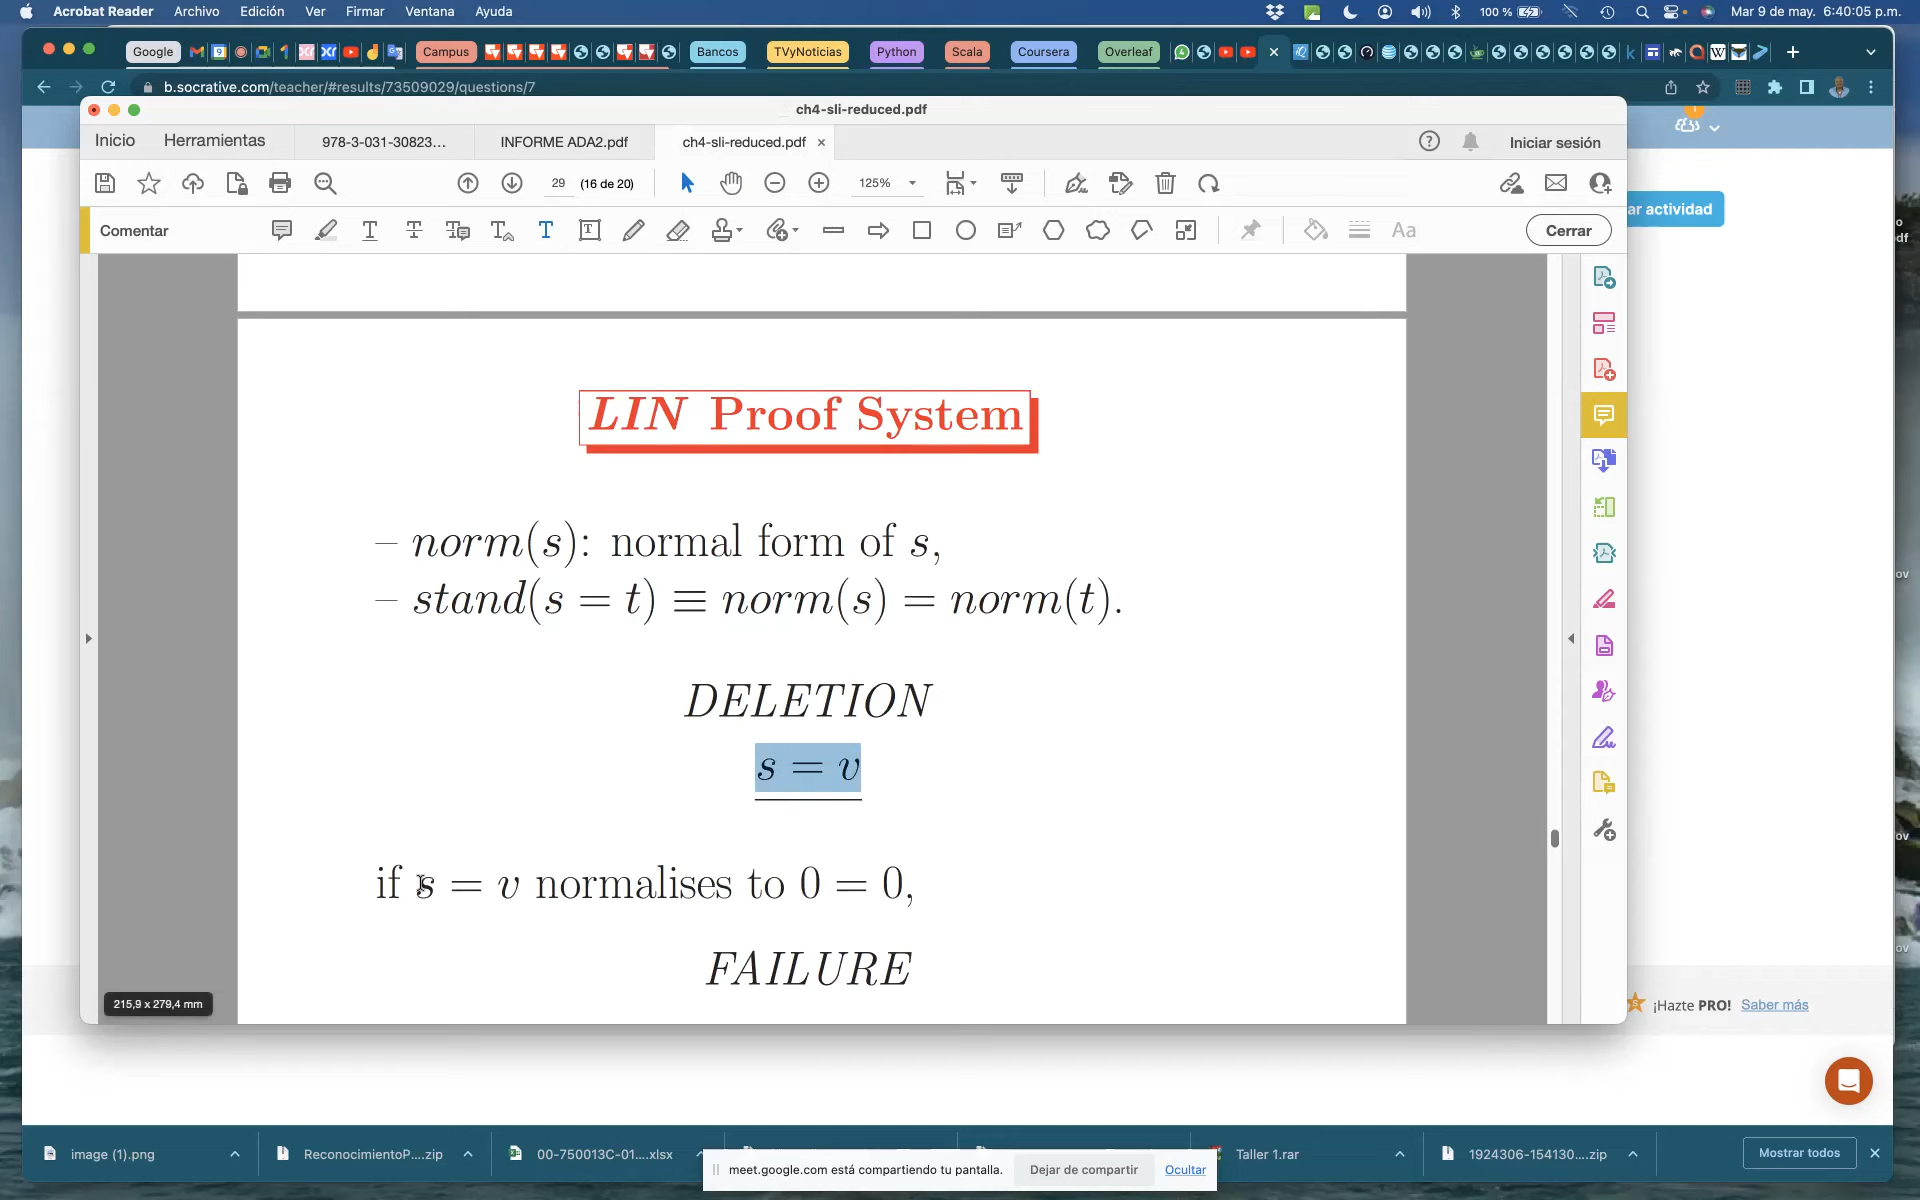 Acrobat Reader Archivo Edición Ver Firmar Ventana Ayuda 100 % Mar 9 de may. 6:40:05 p.m.
Google Campus Bancos TVyNoticias Python Scala Coursera Overleaf
b.socrative.com/teacher/#results/73509029/questions/7
ch4-sli-reduced.pdf
Inicio Herramientas 978-3-031-30823... INFORME ADA2.pdf ch4-sli-reduced.pdf Iniciar sesión
29 (16 de 20) 125%
ar actividad
Comentar Aa Cerrar
LIN Proof System
– norm(s): normal form of s,
– stand(s = t) ≡ norm(s) = norm(t).
DELETION
s = v
if s = v normalises to 0 = 0,
FAILURE
215,9 x 279,4 mm
¡Hazte PRO! Saber más
image (1).png ReconocimientoP....zip 00-750013C-01....xlsx Taller 1.rar 1924306-154130....zip Mostrar todos
meet.google.com está compartiendo tu pantalla. Dejar de compartir Ocultar